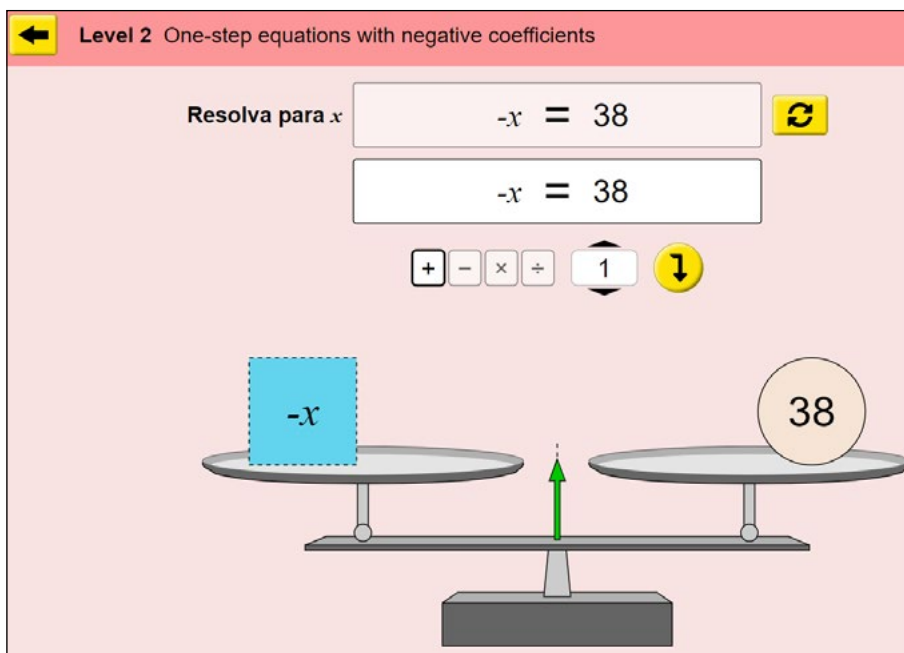 Level 2 One-step equations with negative coefficients
Resolva para x
-x = 38
-x = 38
+ − × ÷ 1
-x
38